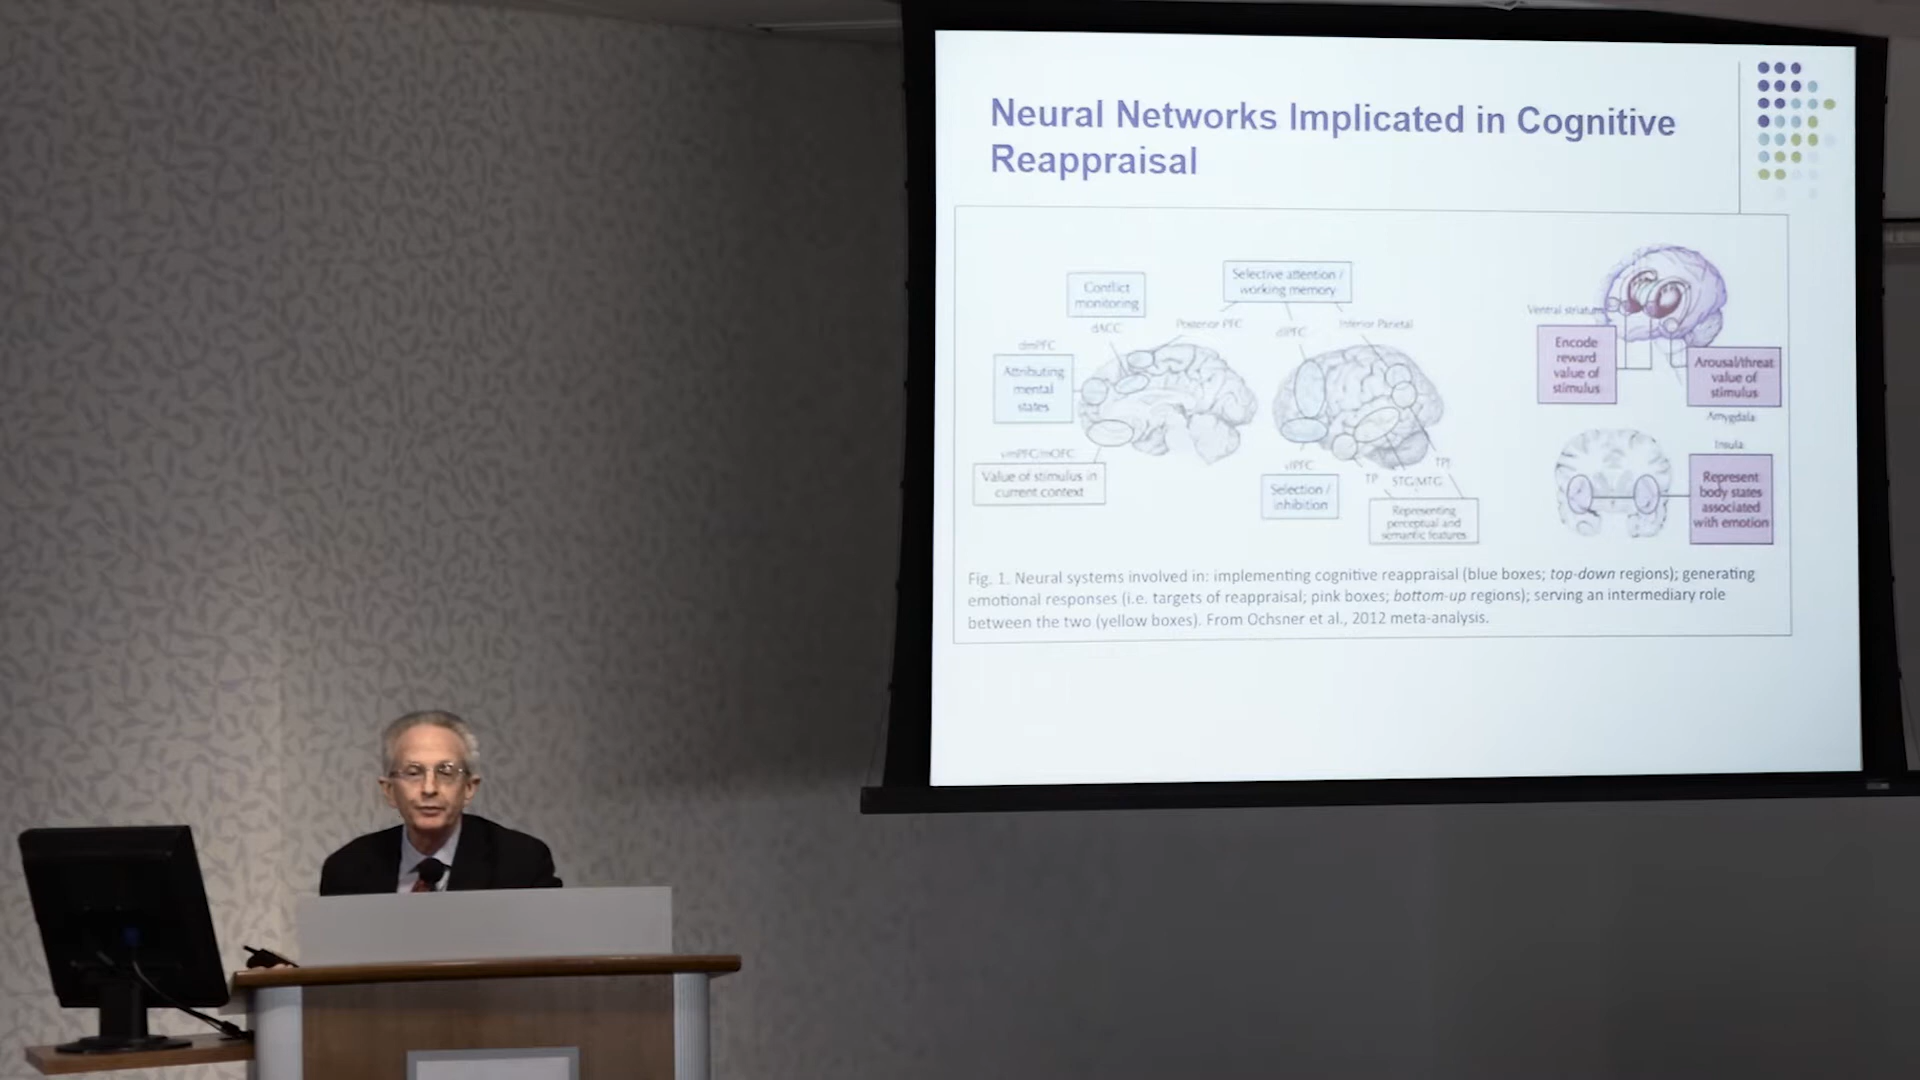 Neural Networks Implicated in Cognitive
Reappraisal
Conflict
monitoring
dACC
Selective attention /
working memory
Posterior PFC
dlPFC
Inferior Parietal
dmPFC
Attributing
mental
states
vmPFC/mOFC
Value of stimulus in
current context
vlPFC
Selection /
inhibition
TP
STG/MTG
TPJ
Representing
perceptual and
semantic features
Ventral striatum
Encode
reward
value of
stimulus
Arousal/threat
value of
stimulus
Amygdala
Insula
Represent
body states
associated
with emotion
Fig. 1. Neural systems involved in: implementing cognitive reappraisal (blue boxes; top-down regions); generating
emotional responses (i.e. targets of reappraisal; pink boxes; bottom-up regions); serving an intermediary role
between the two (yellow boxes). From Ochsner et al., 2012 meta-analysis.